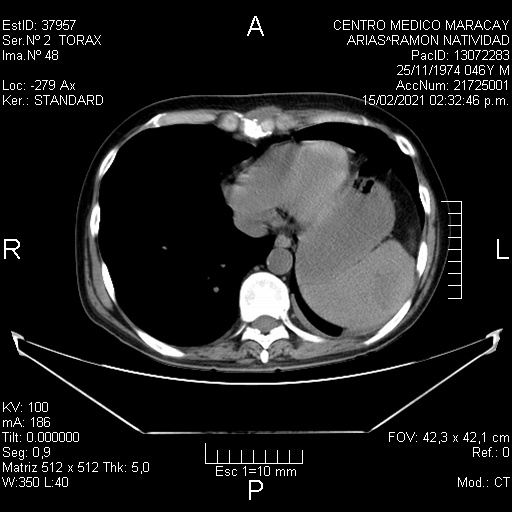 EstID: 37957
Ser.Nº 2 TORAX
Ima.Nº 48
Loc: -279 Ax
Ker.: STANDARD
A
CENTRO MEDICO MARACAY
ARIAS^RAMON NATIVIDAD
PacID: 13072283
25/11/1974 046Y M
AccNum: 21725001
15/02/2021 02:32:46 p.m.
R
L
KV: 100
mA: 186
Tilt: 0.000000
Seg: 0,9
Matriz 512 x 512 Thk: 5,0
W:350 L:40
Esc 1=10 mm
P
FOV: 42,3 x 42,1 cm
Ref.: 0
Mod.: CT